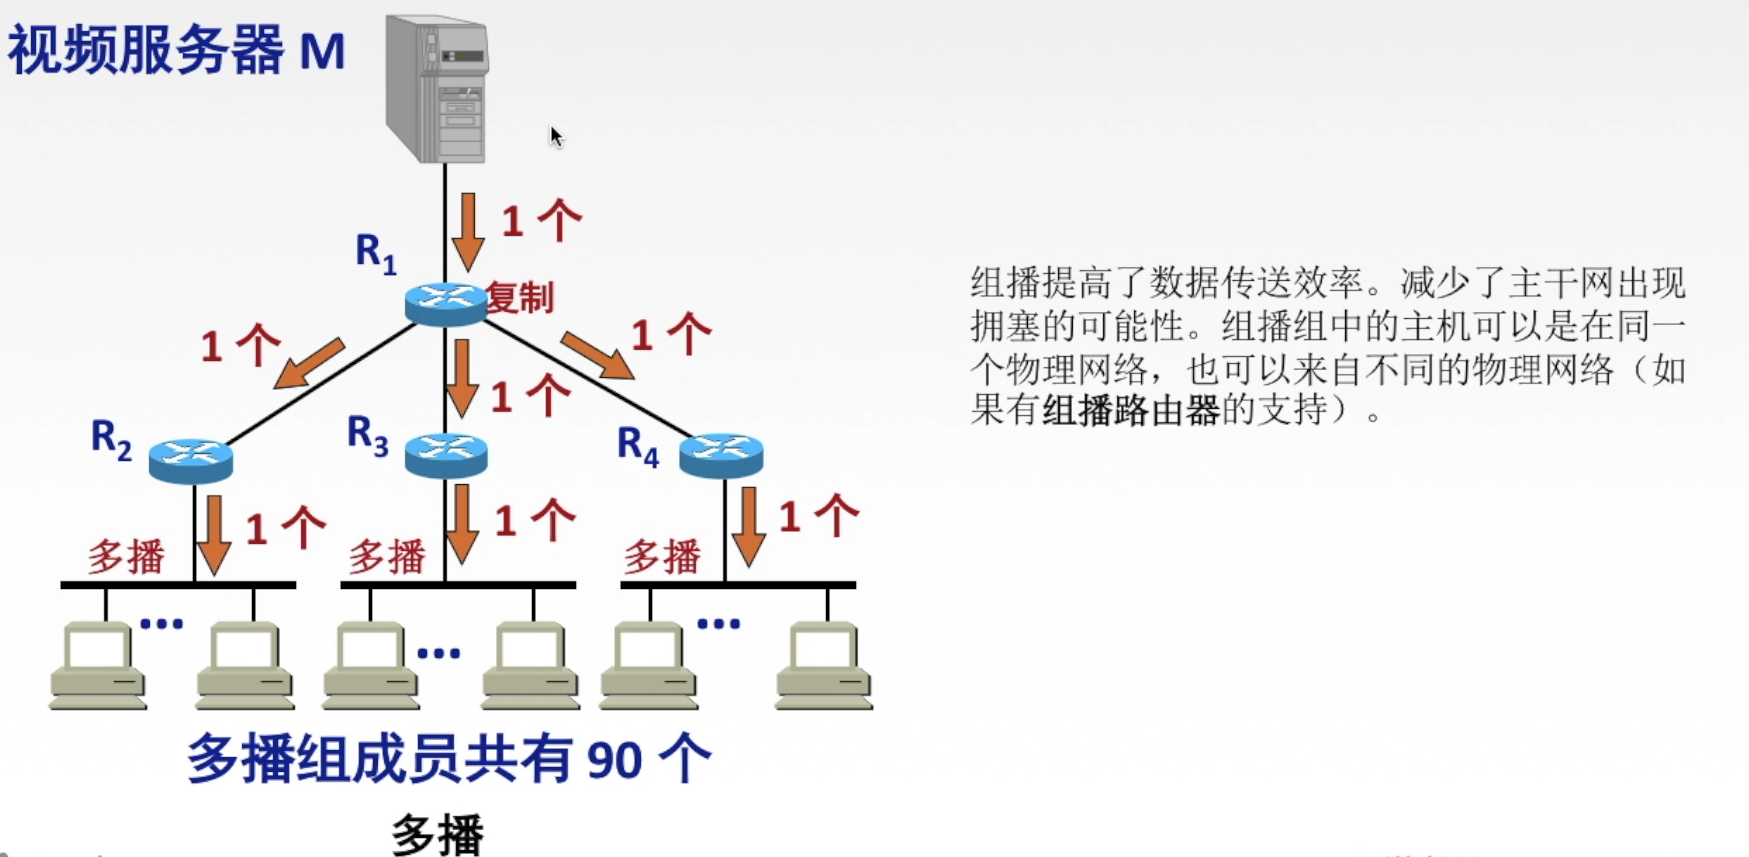 视频服务器 M
1 个
R1
复制
1 个
1 个
1 个
R2
R3
R4
1 个
1 个
1 个
多播
多播
多播
...
...
...
多播组成员共有 90 个
多播
组播提高了数据传送效率。减少了主干网出现
拥塞的可能性。组播组中的主机可以是在同一
个物理网络，也可以来自不同的物理网络（如
果有组播路由器的支持）。